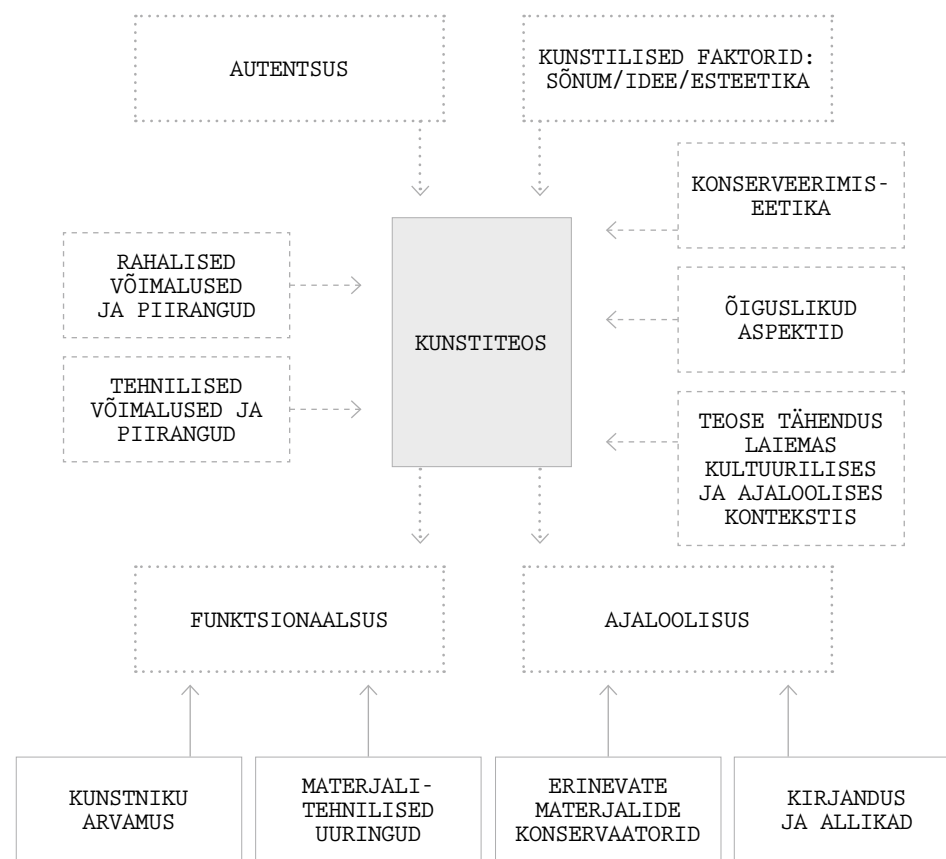 AUTENTSUS
KUNSTILISED FAKTORID:
SÕNUM/IDEE/ESTEETIKA
KONSERVEERIMIS-
EETIKA
RAHALISED
VÕIMALUSED
JA PIIRANGUD
ÕIGUSLIKUD
ASPEKTID
KUNSTITEOS
TEHNILISED
VÕIMALUSED JA
PIIRANGUD
TEOSE TÄHENDUS
LAIEMAS
KULTUURILISES
JA AJALOOLISES
KONTEKSTIS
FUNKTSIONAALSUS
AJALOOLISUS
KUNSTNIKU
ARVAMUS
MATERJALI-
TEHNILISED
UURINGUD
ERINEVATE
MATERJALIDE
KONSERVAATORID
KIRJANDUS
JA ALLIKAD